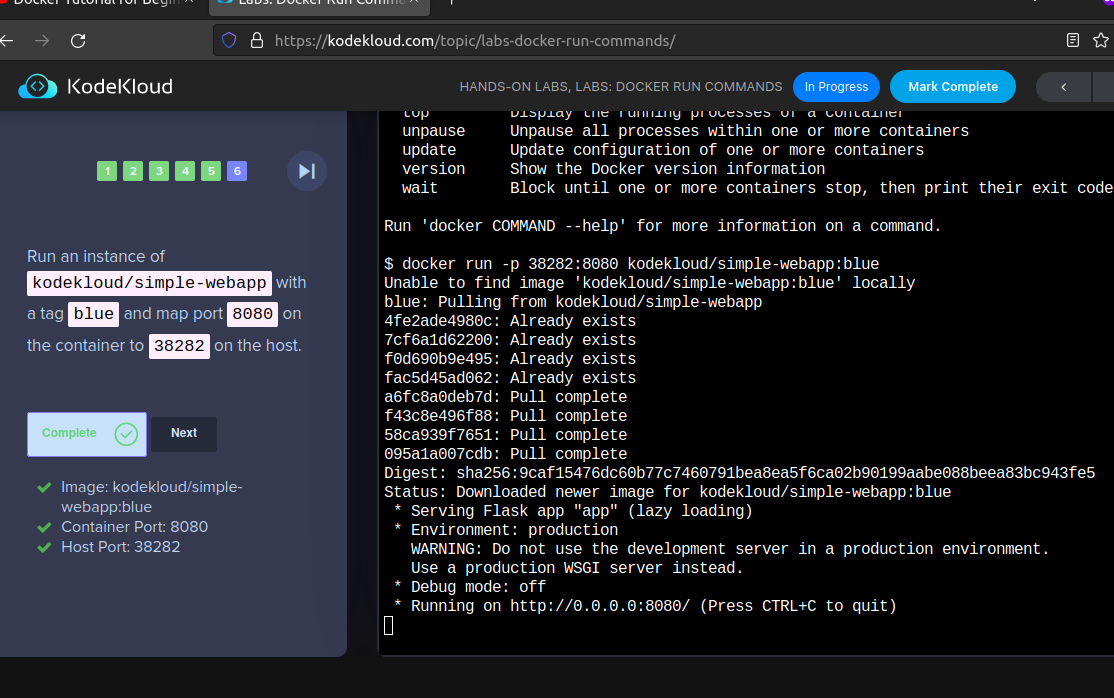 Docker Tutorial for Begin
Labs: Docker Run Comma
https://kodekloud.com/topic/labs-docker-run-commands/
KodeKloud
HANDS-ON LABS, LABS: DOCKER RUN COMMANDS
In Progress
Mark Complete
1 2 3 4 5 6
Run an instance of
kodekloud/simple-webapp with
a tag blue and map port 8080 on
the container to 38282 on the host.
Complete
Next
Image: kodekloud/simple-
webapp:blue
Container Port: 8080
Host Port: 38282
top Display the running processes of a container
unpause Unpause all processes within one or more containers
update Update configuration of one or more containers
version Show the Docker version information
wait Block until one or more containers stop, then print their exit code
Run 'docker COMMAND --help' for more information on a command.
$ docker run -p 38282:8080 kodekloud/simple-webapp:blue
Unable to find image 'kodekloud/simple-webapp:blue' locally
blue: Pulling from kodekloud/simple-webapp
4fe2ade4980c: Already exists
7cf6a1d62200: Already exists
f0d690b9e495: Already exists
fac5d45ad062: Already exists
a6fc8a0deb7d: Pull complete
f43c8e496f88: Pull complete
58ca939f7651: Pull complete
095a1a007cdb: Pull complete
Digest: sha256:9caf15476dc60b77c7460791bea8ea5f6ca02b90199aabe088beea83bc943fe5
Status: Downloaded newer image for kodekloud/simple-webapp:blue
* Serving Flask app "app" (lazy loading)
* Environment: production
WARNING: Do not use the development server in a production environment.
Use a production WSGI server instead.
* Debug mode: off
* Running on http://0.0.0.0:8080/ (Press CTRL+C to quit)